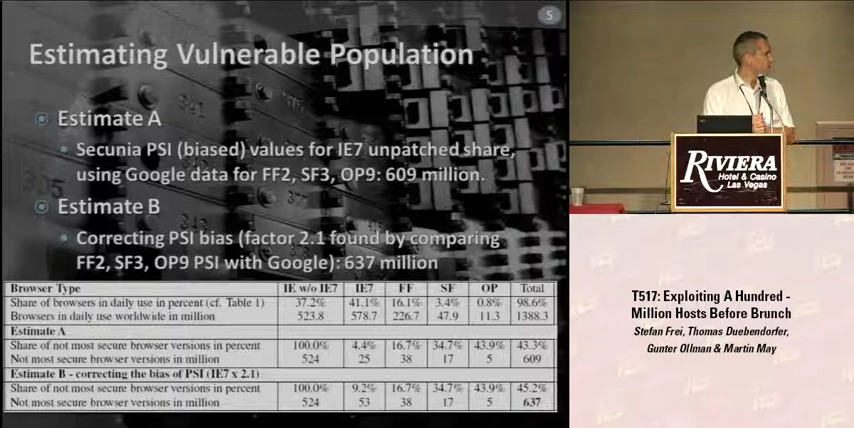 S
Estimating Vulnerable Population
Estimate A
Secunia PSI (biased) values for IE7 unpatched share,
using Google data for FF2, SF3, OP9: 609 million.
Estimate B
Correcting PSI bias (factor 2.1 found by comparing
FF2, SF3, OP9 PSI with Google): 637 million
Browser Type IE w/o IE7 IE7 FF SF OP Total
Share of browsers in daily use in percent (cf. Table 1) 37.2% 41.1% 16.1% 3.4% 0.8% 98.6%
Browsers in daily use worldwide in million 523.8 578.7 226.7 47.9 11.3 1388.3
Estimate A
Share of not most secure browser versions in percent 100.0% 4.4% 16.7% 34.7% 43.9% 43.3%
Not most secure browser versions in million 524 25 38 17 5 609
Estimate B - correcting the bias of PSI (IE7 x 2.1)
Share of not most secure browser versions in percent 100.0% 9.2% 16.7% 34.7% 43.9% 45.2%
Not most secure browser versions in million 524 53 38 17 5 637
RIVIERA
Hotel & Casino
Las Vegas
T517: Exploiting A Hundred -
Million Hosts Before Brunch
Stefan Frei, Thomas Duebendorfer,
Gunter Ollman & Martin May